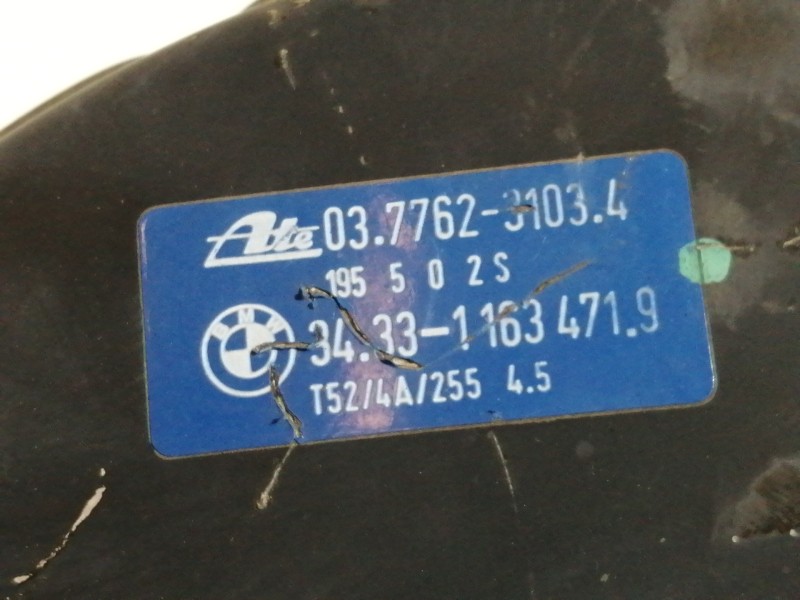 Ate 03.7762-3103.4
195 5 0 2 S
BMW 34.33-1 163 471.9
T52/4A/255 4.5